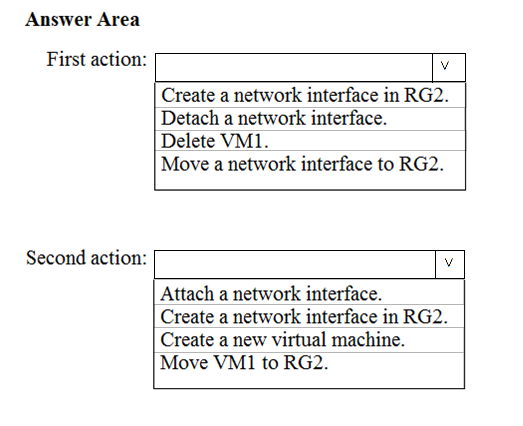 Answer Area
First action:
v
Create a network interface in RG2.
Detach a network interface.
Delete VM1.
Move a network interface to RG2.
Second action:
v
Attach a network interface.
Create a network interface in RG2.
Create a new virtual machine.
Move VM1 to RG2.